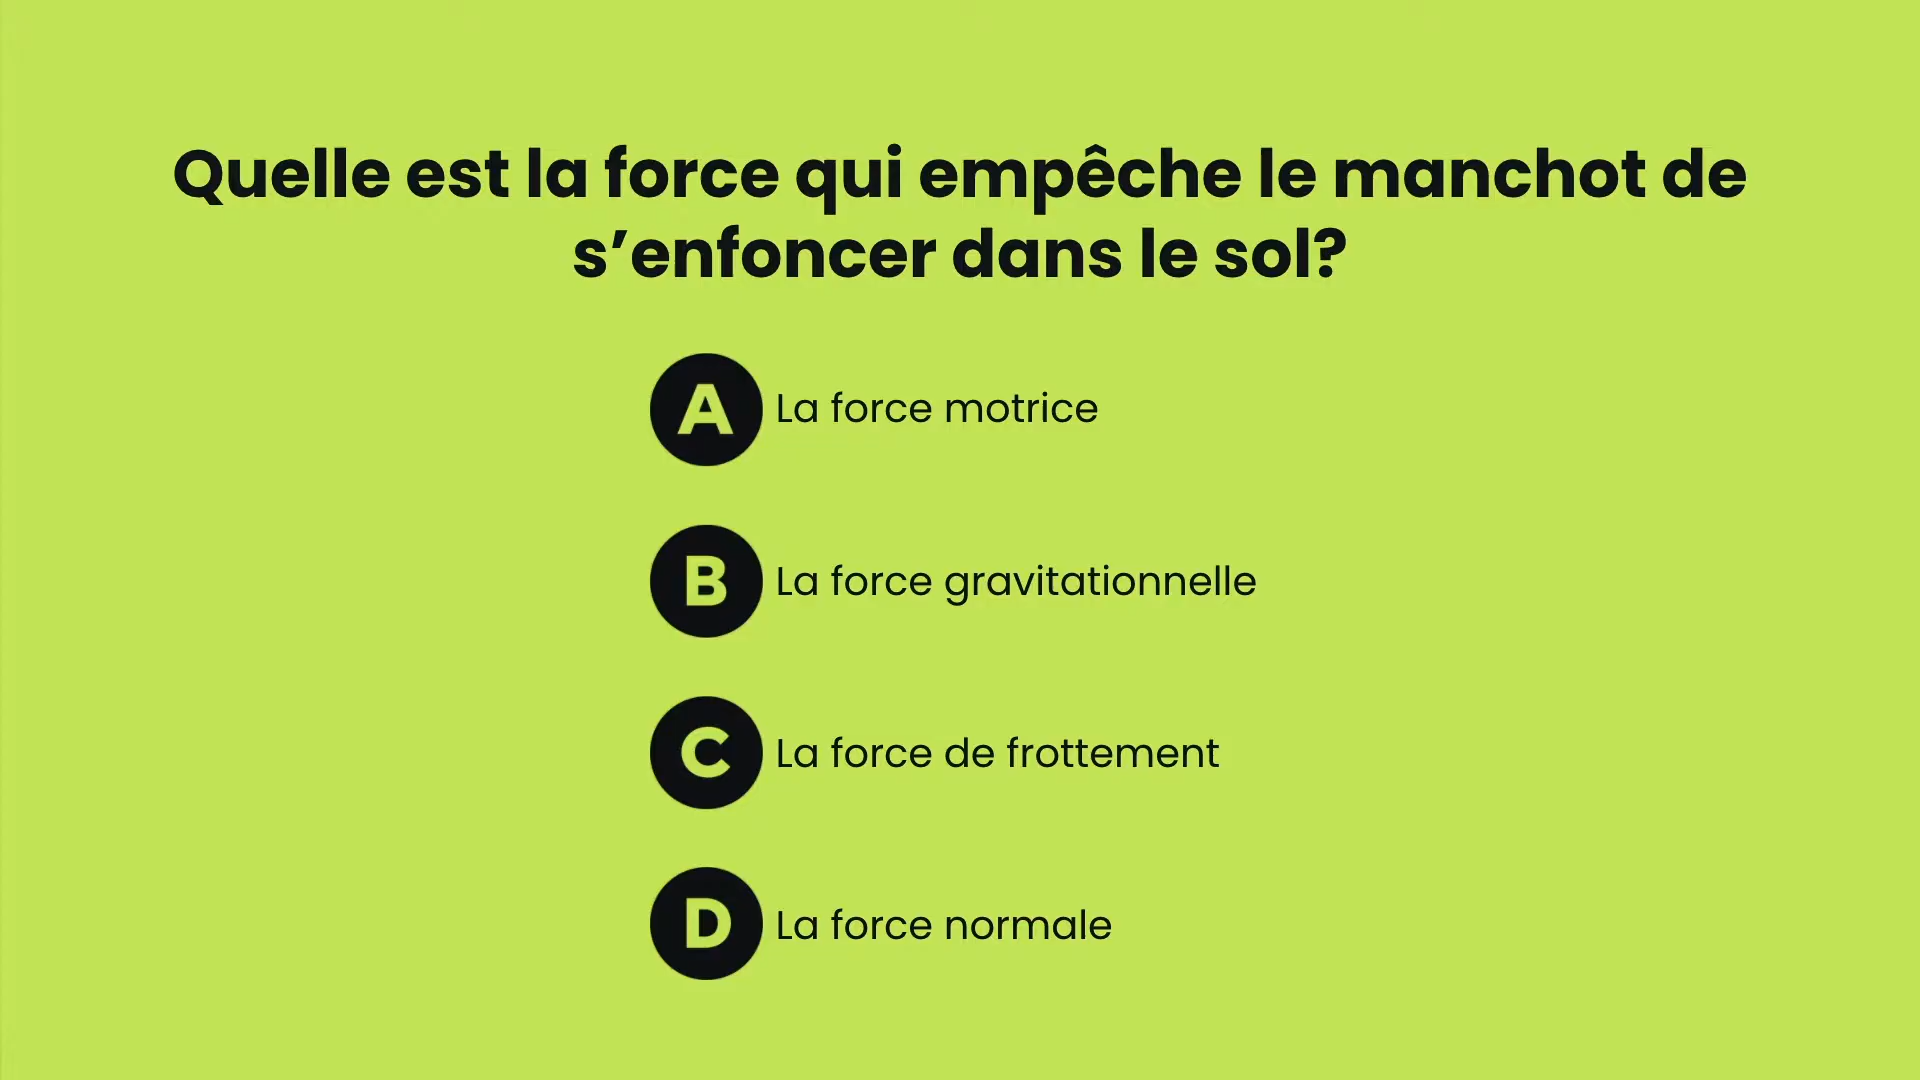 Quelle est la force qui empêche le manchot de
s’enfoncer dans le sol?
A La force motrice
B La force gravitationnelle
C La force de frottement
D La force normale